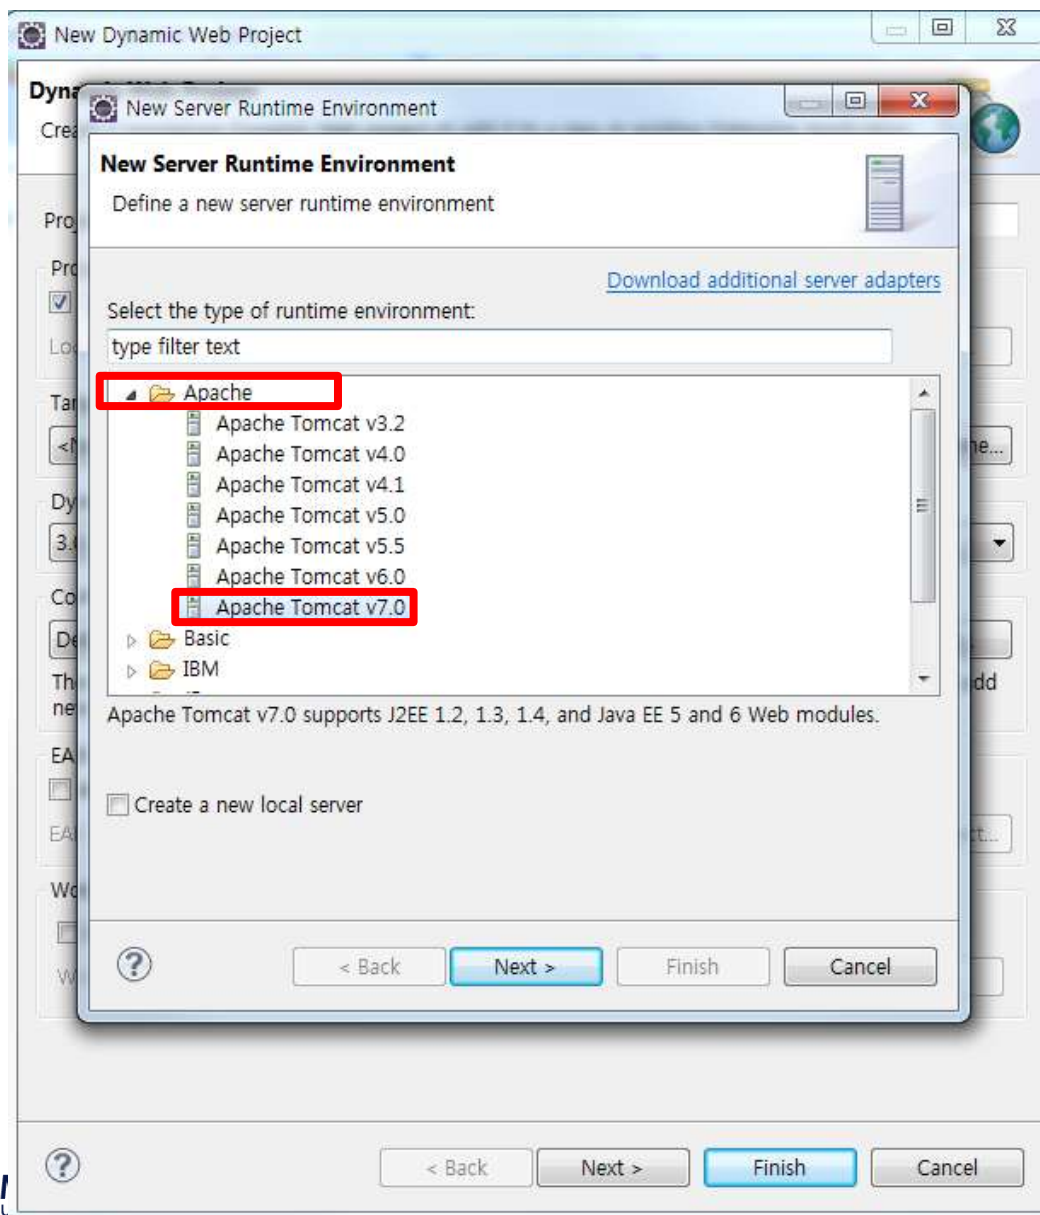 New Dynamic Web Project
New Server Runtime Environment
New Server Runtime Environment
Define a new server runtime environment
Download additional server adapters
Select the type of runtime environment:
type filter text
Apache
Apache Tomcat v3.2
Apache Tomcat v4.0
Apache Tomcat v4.1
Apache Tomcat v5.0
Apache Tomcat v5.5
Apache Tomcat v6.0
Apache Tomcat v7.0
Basic
IBM
Apache Tomcat v7.0 supports J2EE 1.2, 1.3, 1.4, and Java EE 5 and 6 Web modules.
Create a new local server
< Back Next > Finish Cancel
< Back Next > Finish Cancel